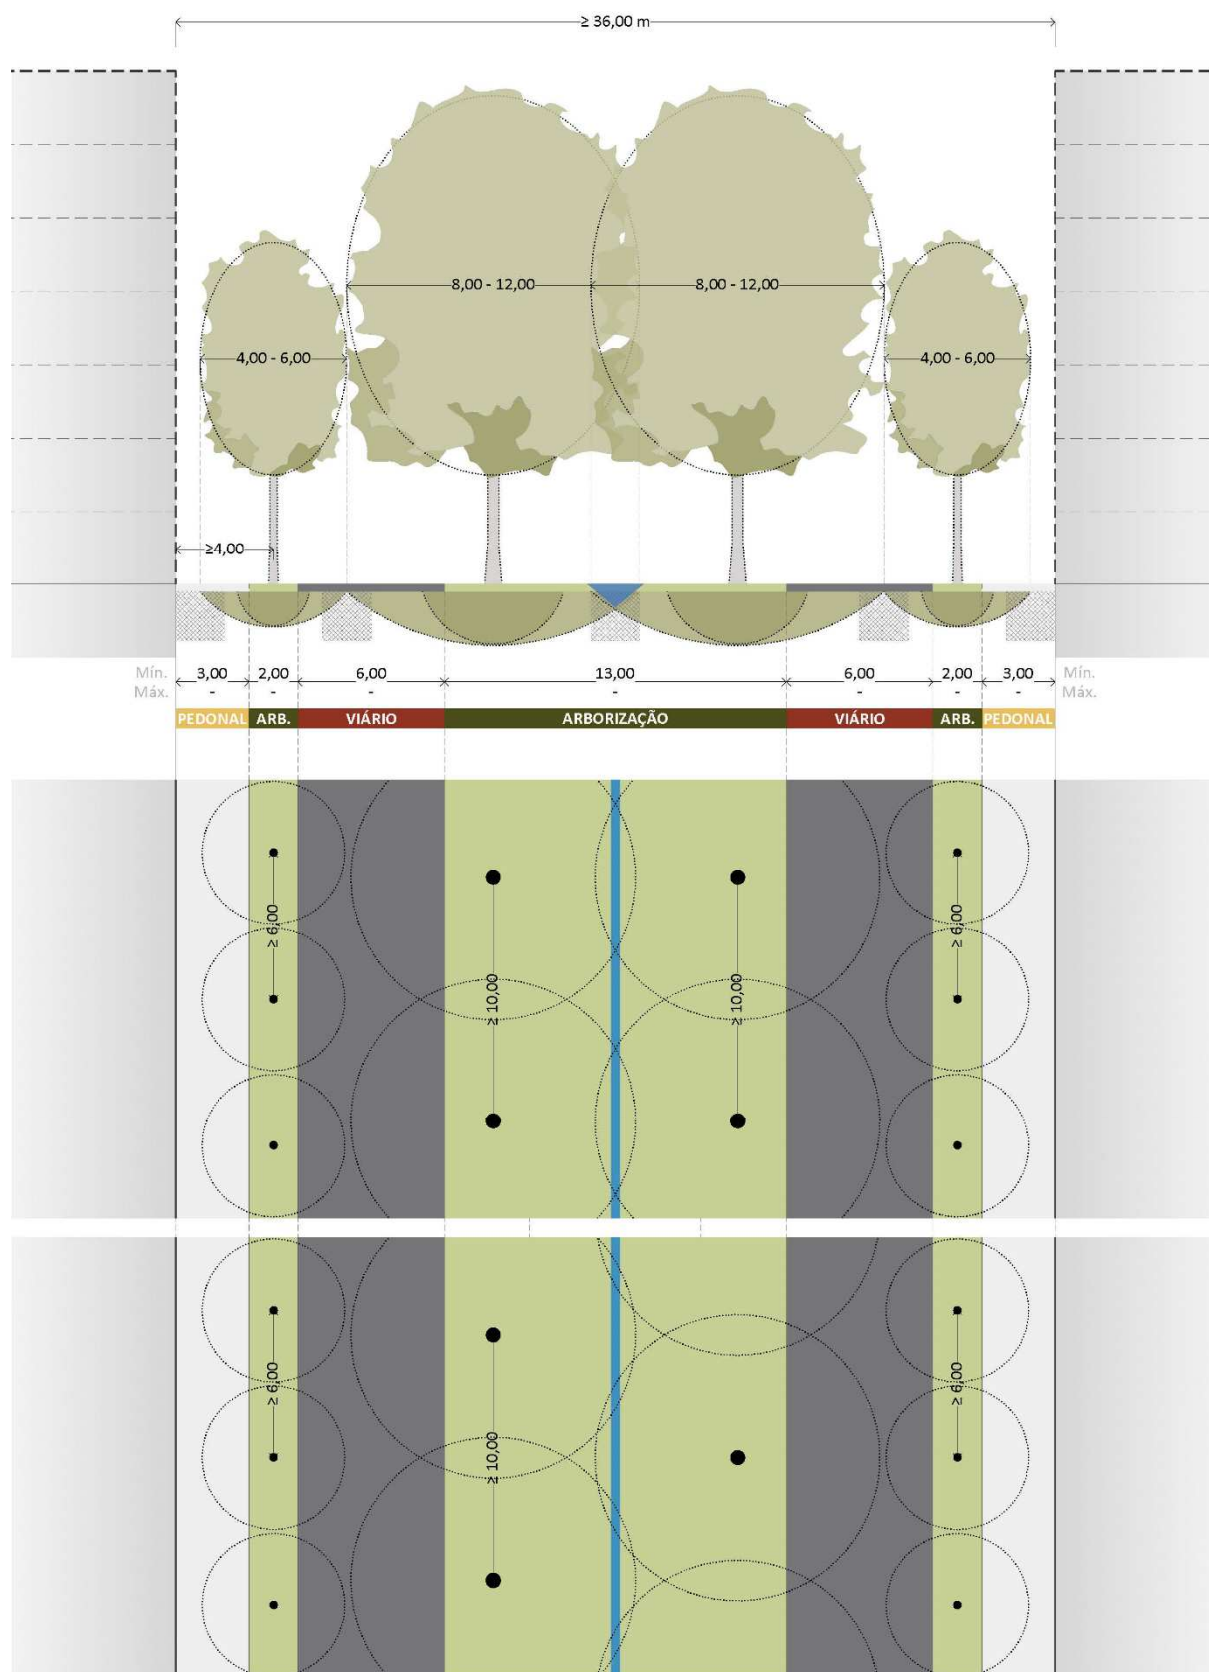 ≥ 36,00 m
8,00 - 12,00 8,00 - 12,00
4,00 - 6,00 4,00 - 6,00
≥4,00
Mín. 3,00 2,00 6,00 13,00 6,00 2,00 3,00 Mín.
Máx. - - - - - - - Máx.
PEDONAL ARB. VIÁRIO ARBORIZAÇÃO VIÁRIO ARB. PEDONAL
≥ 6,00 ≥ 6,00
≥ 10,00 ≥ 10,00
≥ 6,00 ≥ 6,00
≥ 10,00